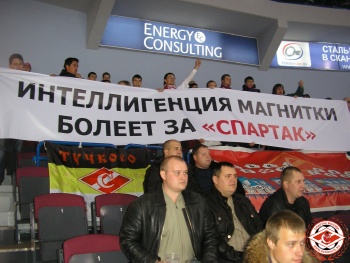 ENERGY
CONSULTING
СТАЛЬ
В СКАН
ИНТЕЛЛИГЕНЦИЯ МАГНИТКИ
БОЛЕЕТ ЗА «СПАРТАК»
ТУЧКОВО